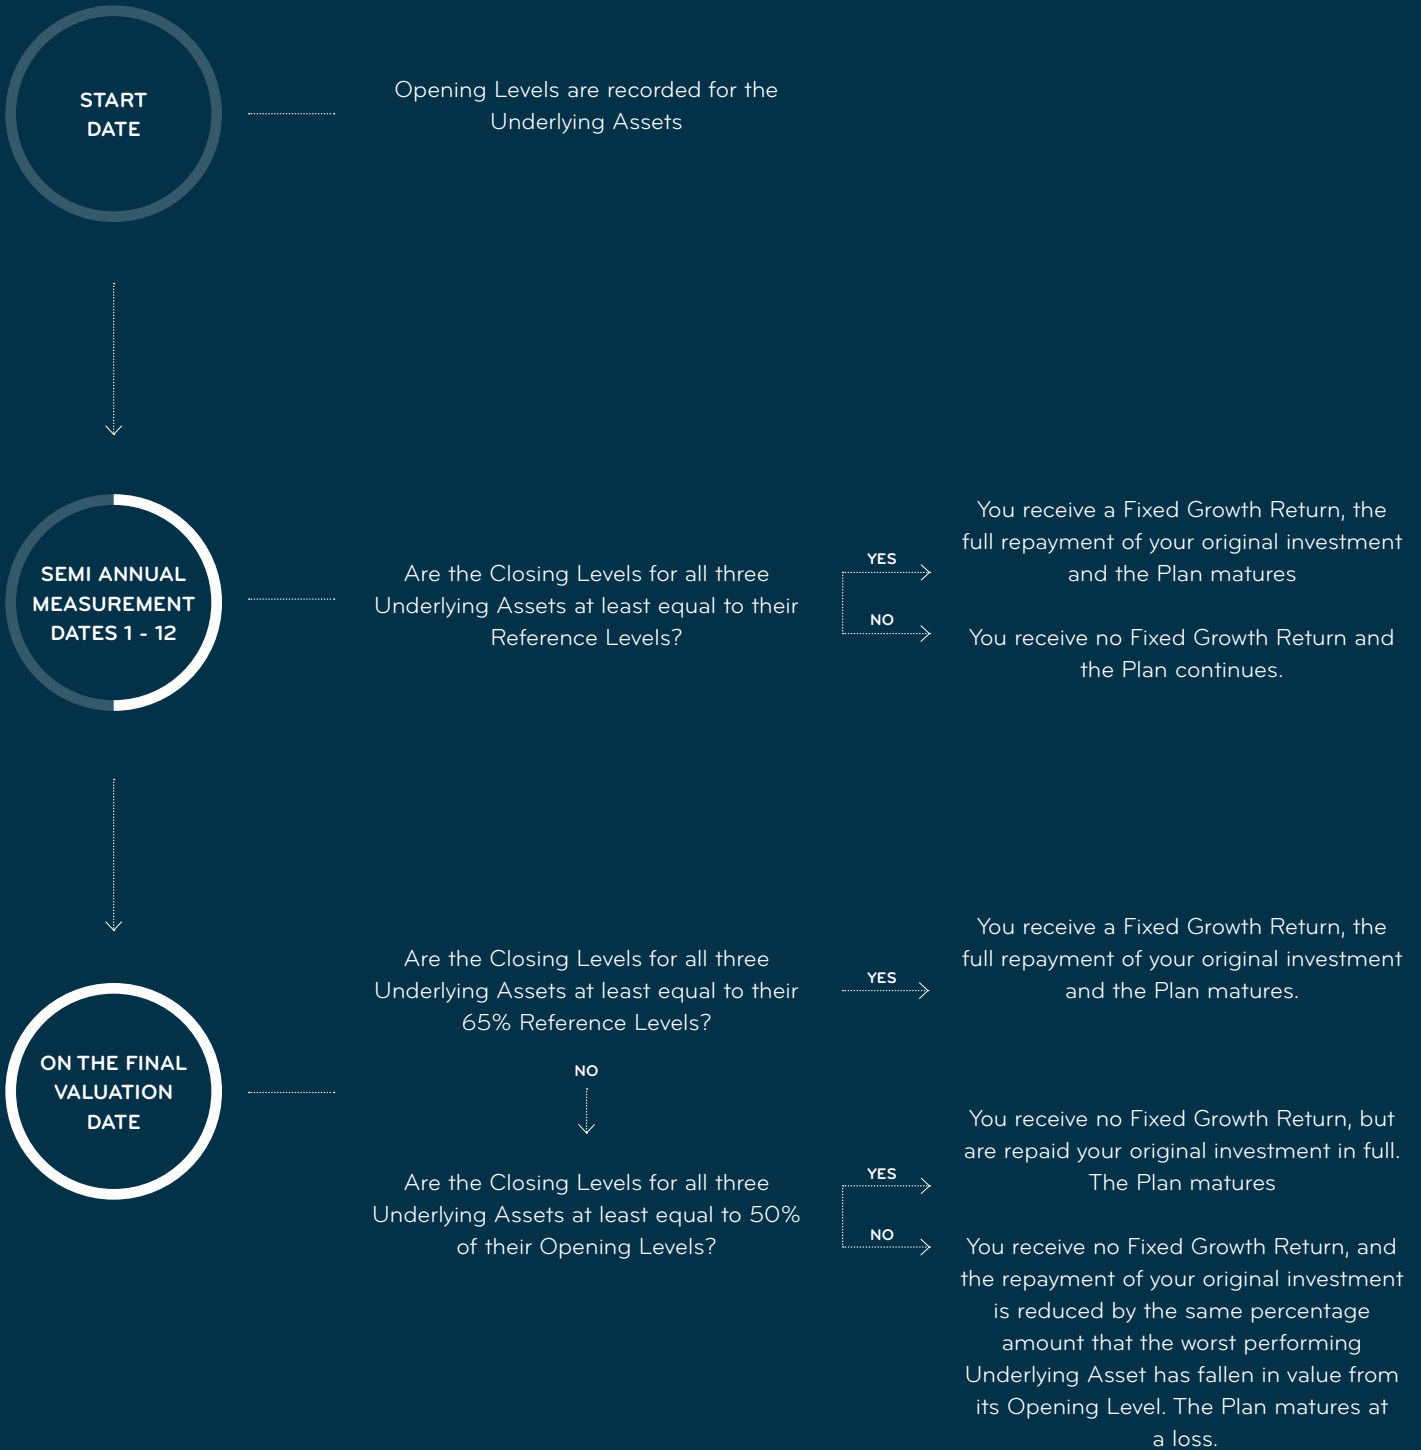 START
DATE
Opening Levels are recorded for the
Underlying Assets
SEMI ANNUAL
MEASUREMENT
DATES 1 - 12
Are the Closing Levels for all three
Underlying Assets at least equal to their
Reference Levels?
YES
You receive a Fixed Growth Return, the
full repayment of your original investment
and the Plan matures
NO
You receive no Fixed Growth Return and
the Plan continues.
ON THE FINAL
VALUATION
DATE
Are the Closing Levels for all three
Underlying Assets at least equal to their
65% Reference Levels?
YES
You receive a Fixed Growth Return, the
full repayment of your original investment
and the Plan matures.
NO
Are the Closing Levels for all three
Underlying Assets at least equal to 50%
of their Opening Levels?
YES
You receive no Fixed Growth Return, but
are repaid your original investment in full.
The Plan matures
NO
You receive no Fixed Growth Return, and
the repayment of your original investment
is reduced by the same percentage
amount that the worst performing
Underlying Asset has fallen in value from
its Opening Level. The Plan matures at
a loss.